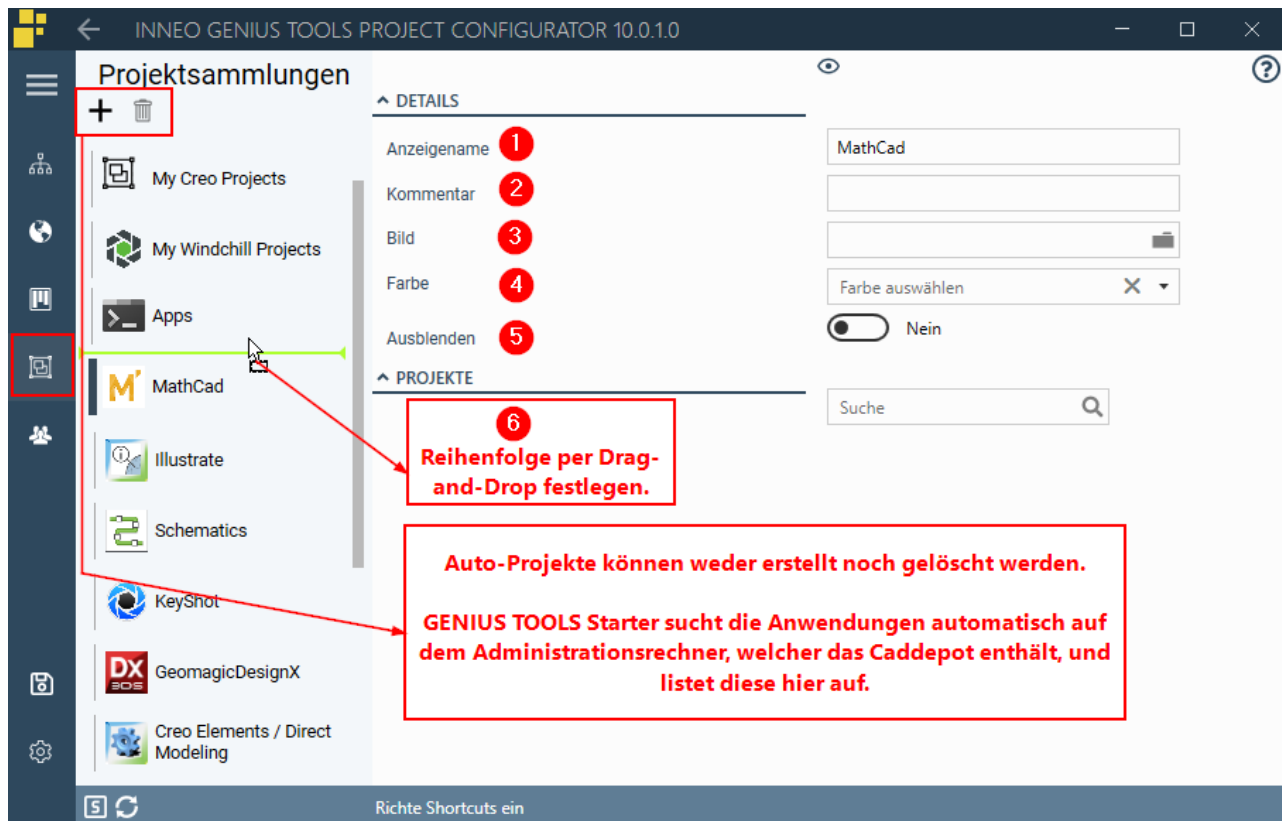 INNEO GENIUS TOOLS PROJECT CONFIGURATOR 10.0.1.0
Projektsammlungen
My Creo Projects
My Windchill Projects
Apps
M' MathCad
Illustrate
Schematics
KeyShot
DX GeomagicDesignX
Creo Elements / Direct
Modeling
DETAILS
Anzeigename 1 MathCad
Kommentar 2
Bild 3
Farbe 4 Farbe auswählen
Ausblenden 5 Nein
PROJEKTE
Suche
6
Reihenfolge per Drag-
and-Drop festlegen.
Auto-Projekte können weder erstellt noch gelöscht werden.
GENIUS TOOLS Starter sucht die Anwendungen automatisch auf
dem Administrationsrechner, welcher das Caddepot enthält, und
listet diese hier auf.
S
Richte Shortcuts ein